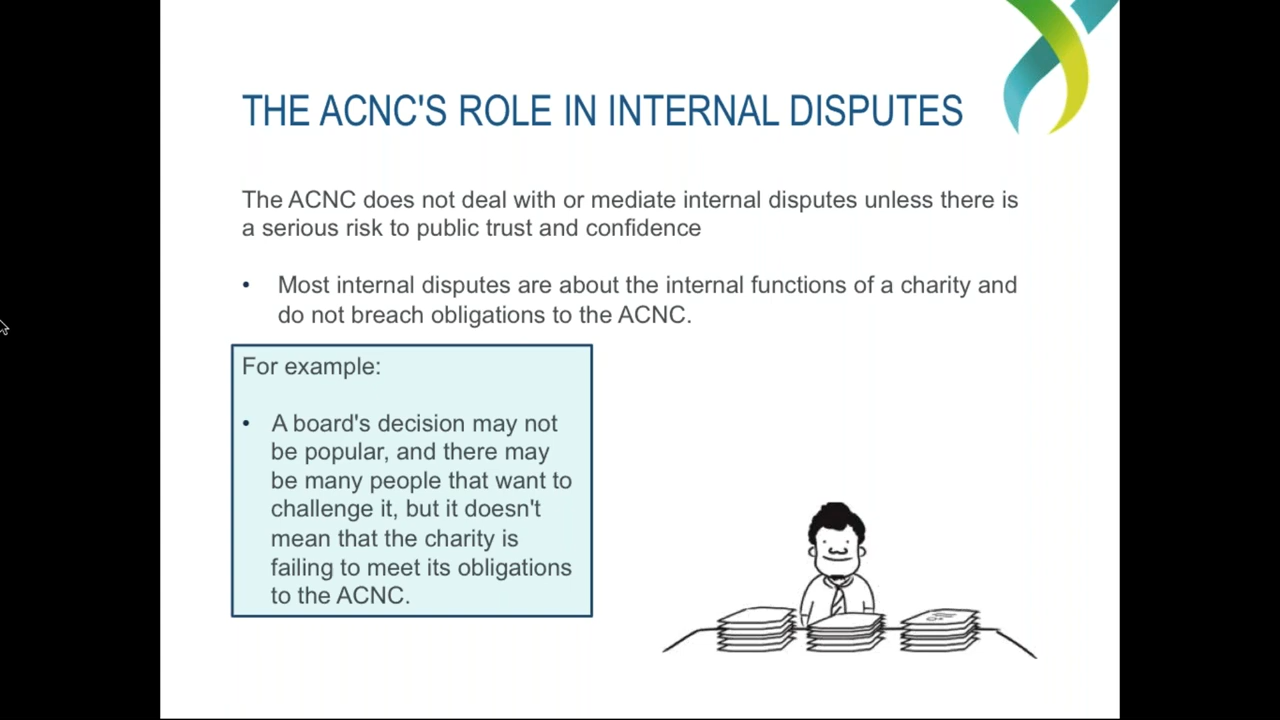 THE ACNC'S ROLE IN INTERNAL DISPUTES
The ACNC does not deal with or mediate internal disputes unless there is
a serious risk to public trust and confidence
• Most internal disputes are about the internal functions of a charity and
do not breach obligations to the ACNC.
For example:
• A board's decision may not
be popular, and there may
be many people that want to
challenge it, but it doesn't
mean that the charity is
failing to meet its obligations
to the ACNC.